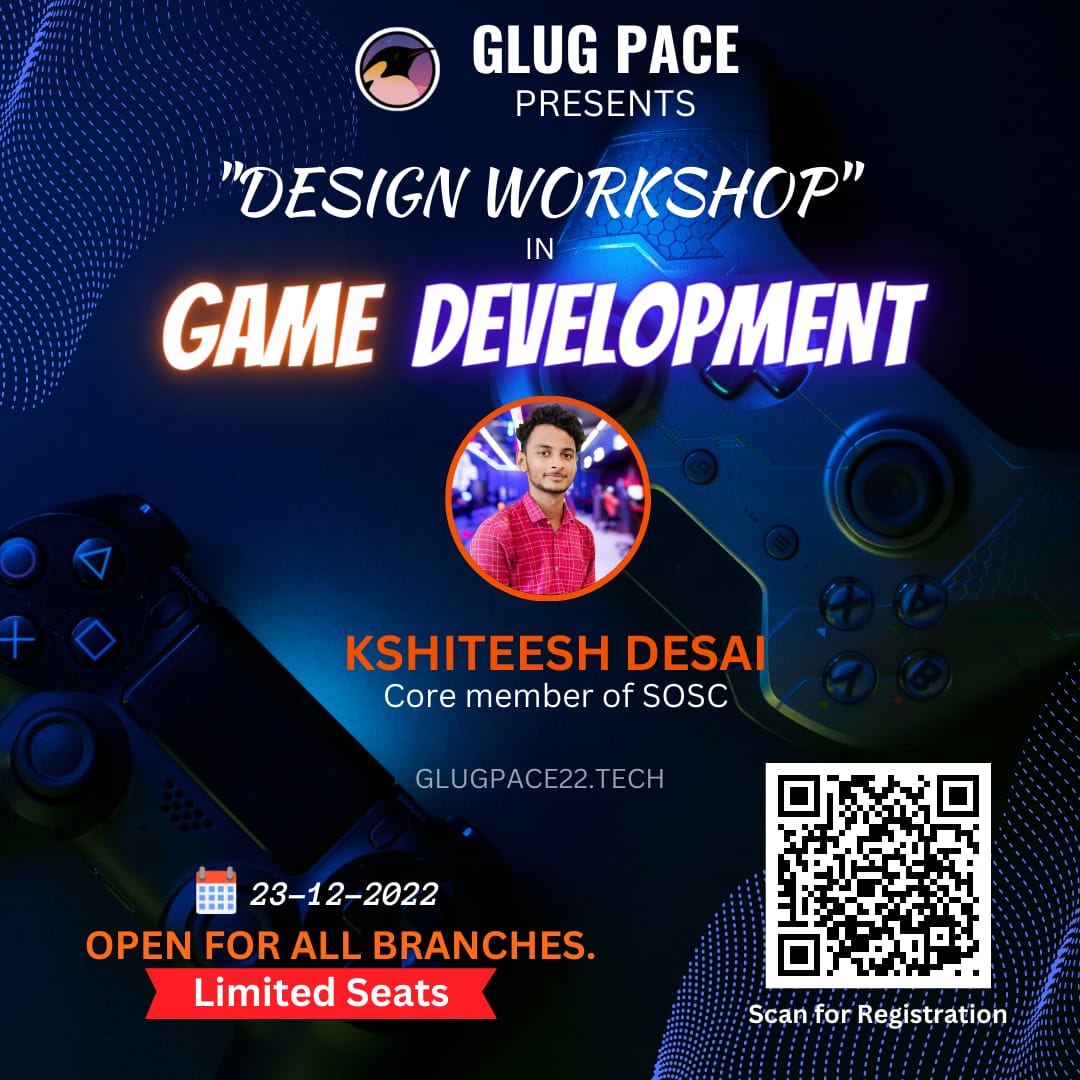 GLUG PACE
PRESENTS
"DESIGN WORKSHOP"
IN
GAME DEVELOPMENT
KSHITEESH DESAI
Core member of SOSC
GLUGPACE22.TECH
23-12-2022
OPEN FOR ALL BRANCHES.
Limited Seats
Scan for Registration